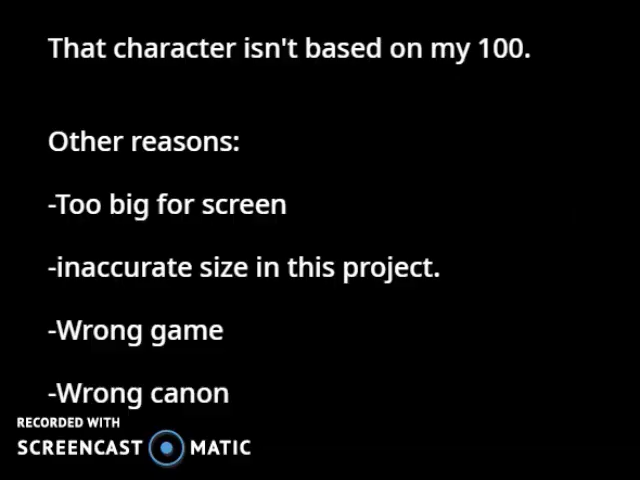 That character isn't based on my 100.
Other reasons:
-Too big for screen
-inaccurate size in this project.
-Wrong game
-Wrong canon
RECORDED WITH
SCREENCAST MATIC